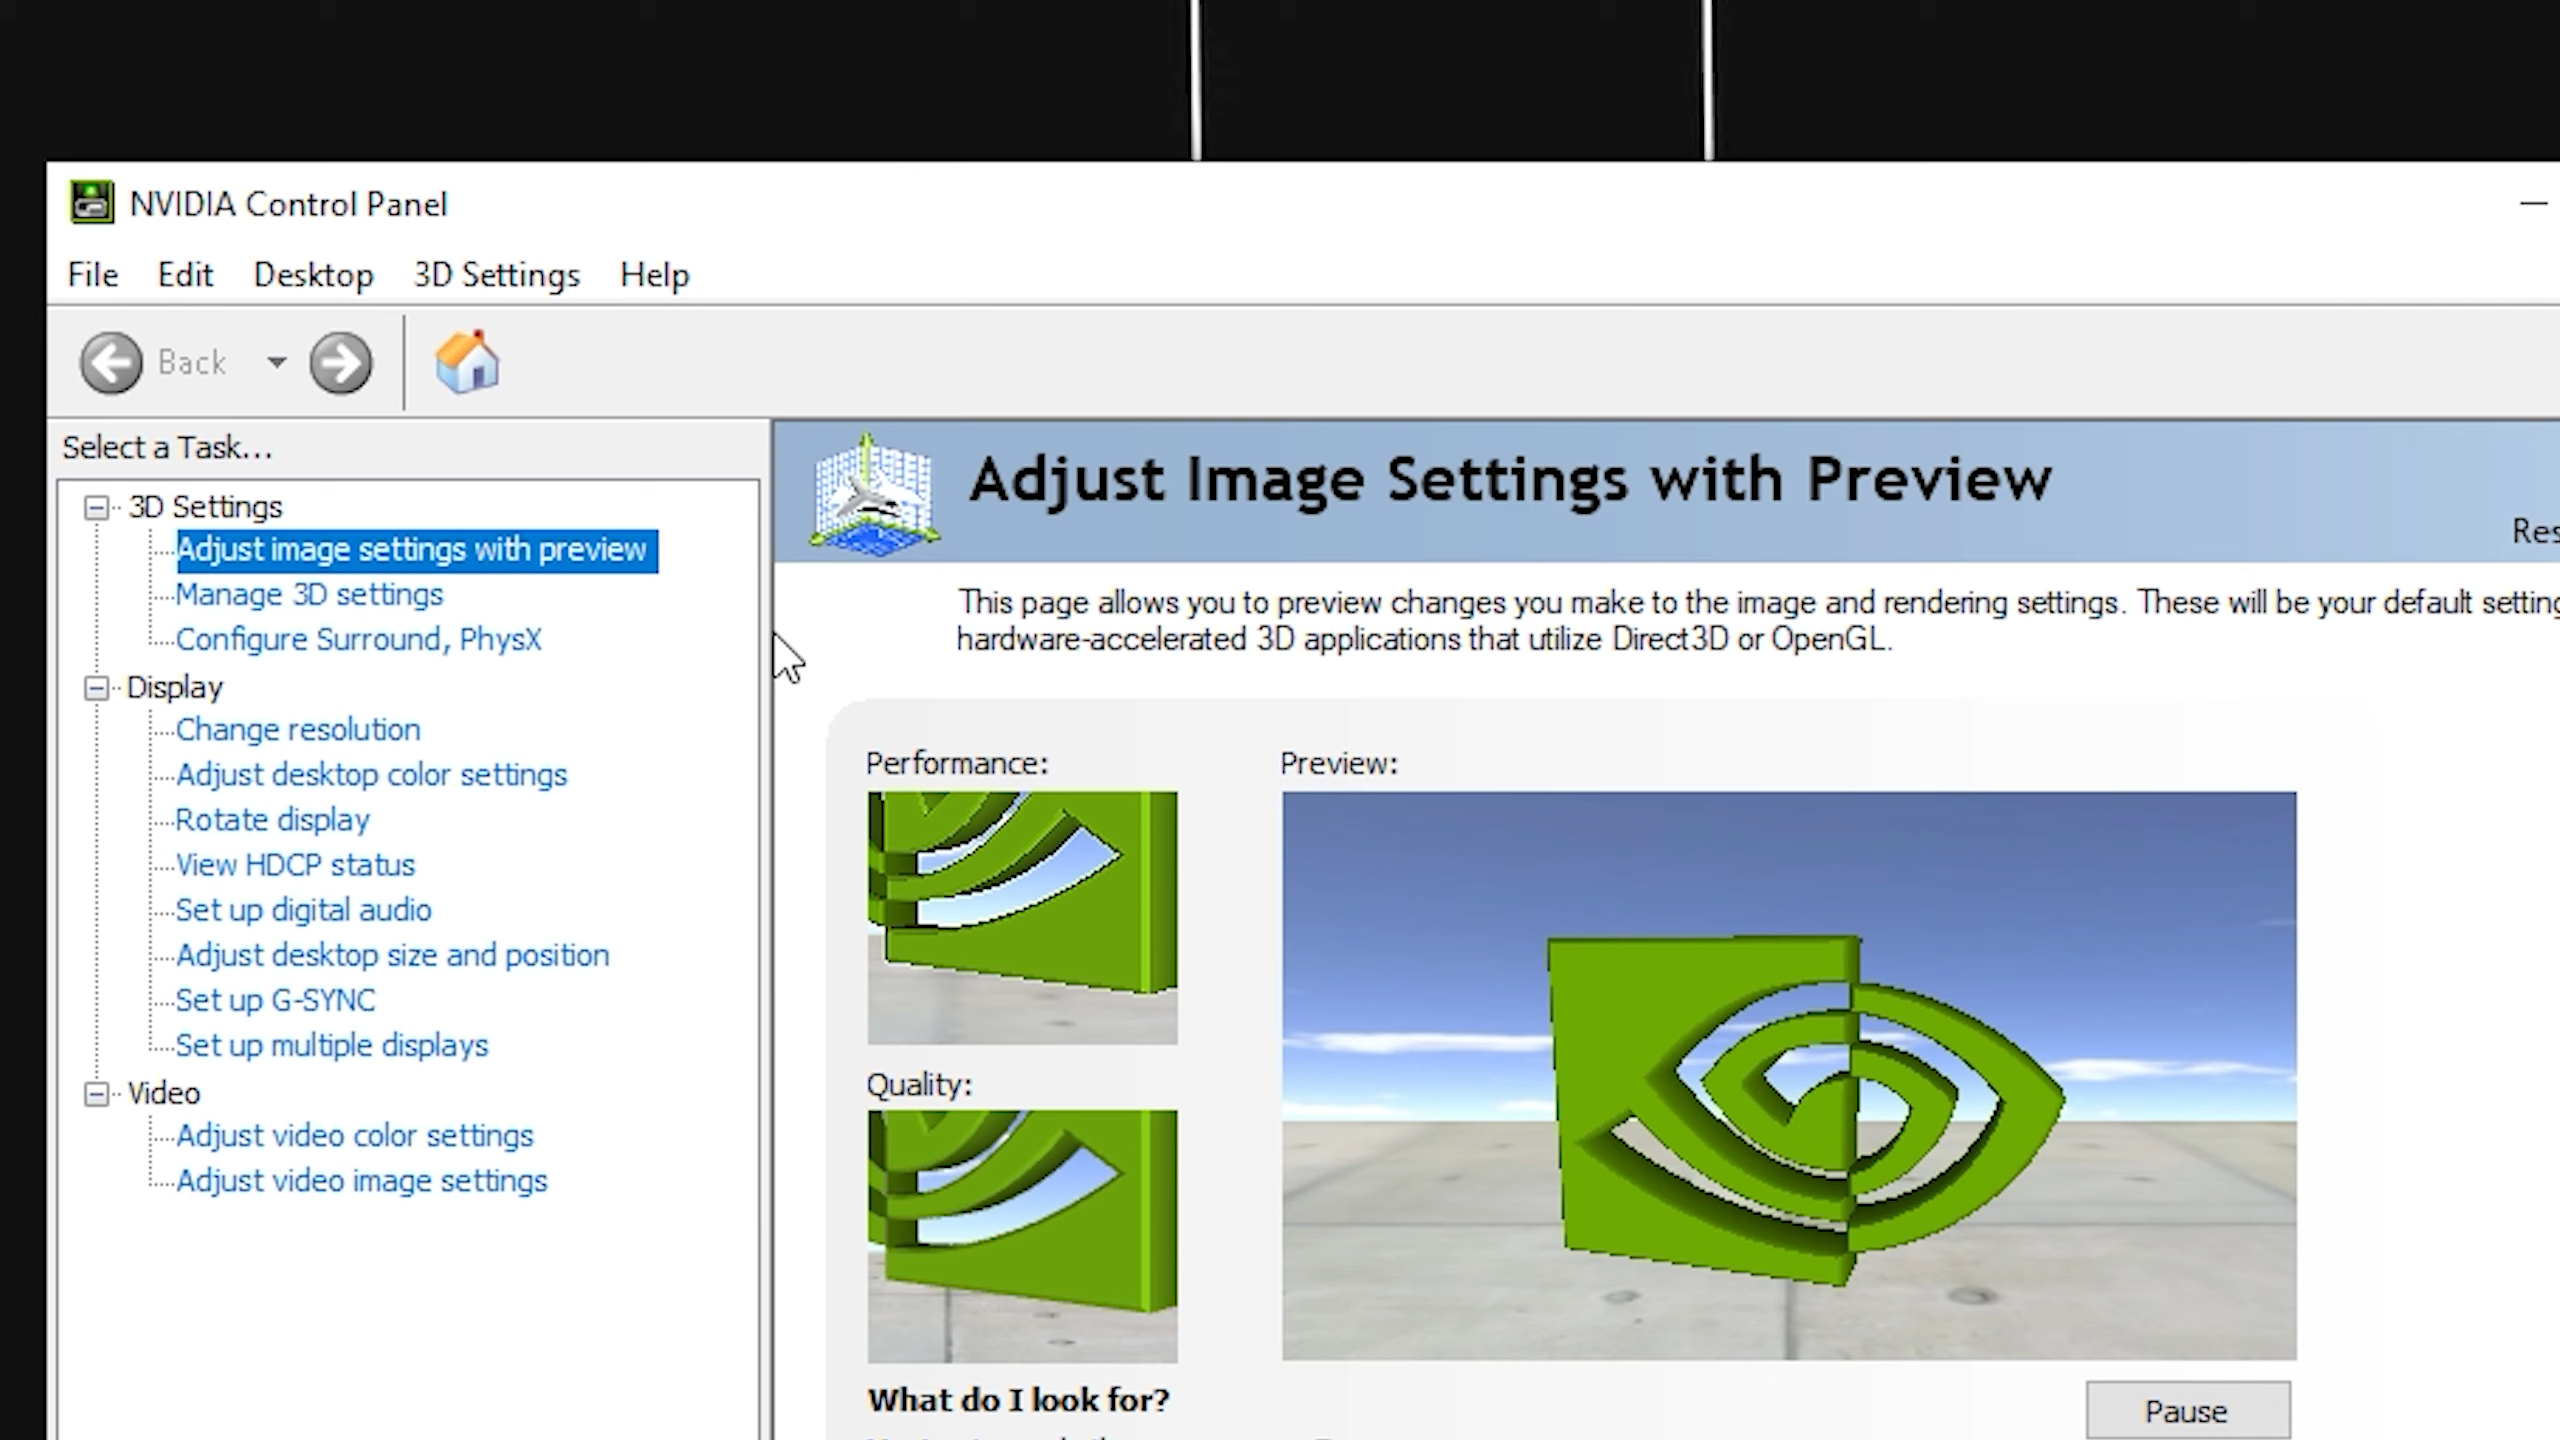 NVIDIA Control Panel
File Edit Desktop 3D Settings Help
Back
Select a Task...
3D Settings
Adjust image settings with preview
Manage 3D settings
Configure Surround, PhysX
Display
Change resolution
Adjust desktop color settings
Rotate display
View HDCP status
Set up digital audio
Adjust desktop size and position
Set up G-SYNC
Set up multiple displays
Video
Adjust video color settings
Adjust video image settings
Adjust Image Settings with Preview
This page allows you to preview changes you make to the image and rendering settings. These will be your default
hardware-accelerated 3D applications that utilize Direct3D or OpenGL.
Performance:
Preview:
Quality:
What do I look for?
Pause